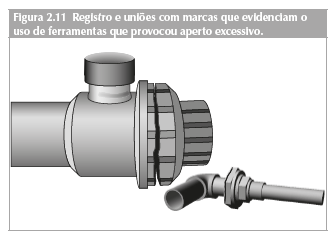 Figura 2.11 Registro e uniões com marcas que evidenciam o
uso de ferramentas que provocou aperto excessivo.